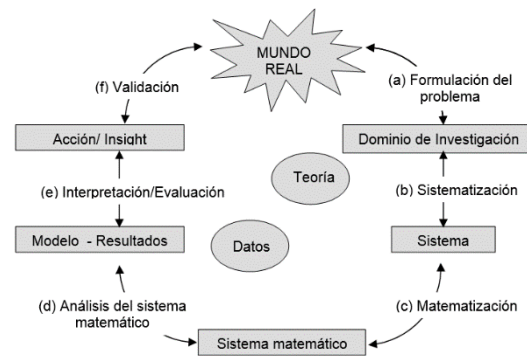 MUNDO
REAL
(f) Validación
(a) Formulación del
problema
Acción/ Insight
Dominio de Investigación
Teoría
(e) Interpretación/Evaluación
(b) Sistematización
Modelo - Resultados
Datos
Sistema
(d) Análisis del sistema
matemático
(c) Matematización
Sistema matemático